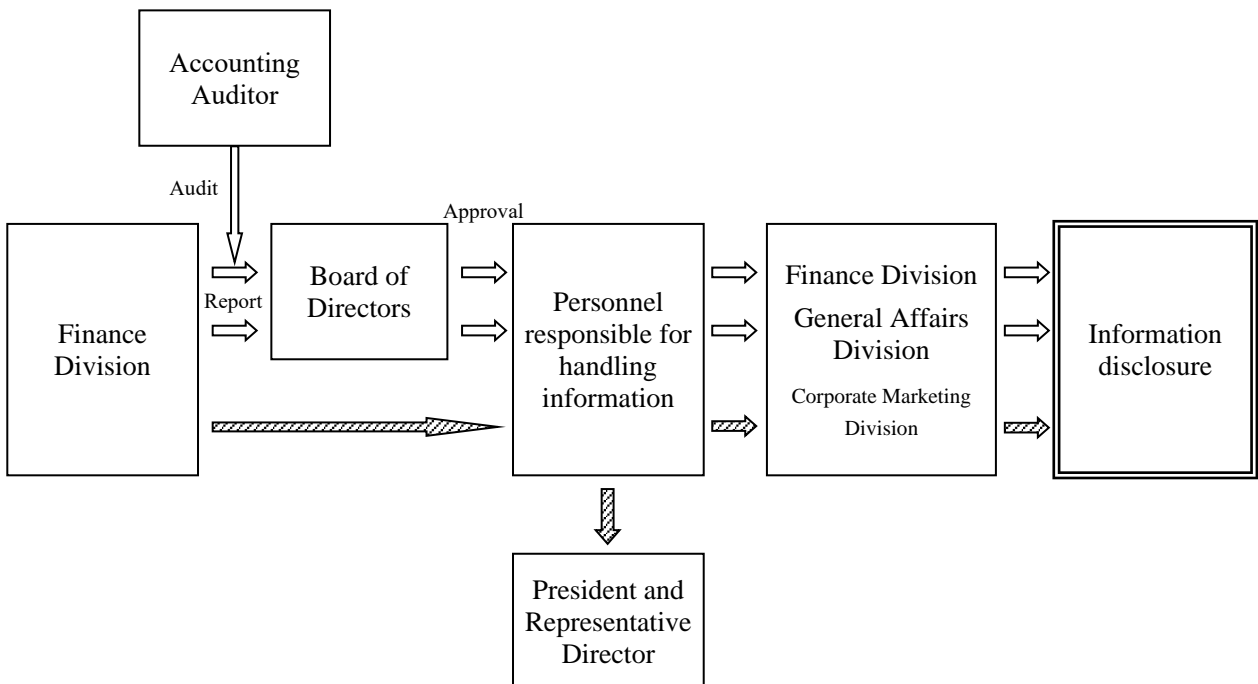 Accounting
Auditor
Audit
Approval
Finance
Division
Report
Board of
Directors
Personnel
responsible for
handling
information
Finance Division
General Affairs
Division
Corporate Marketing
Division
Information
disclosure
President and
Representative
Director